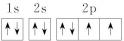 1s 2s 2p
↑↓ ↑↓ ↑↓ ↑ ↑